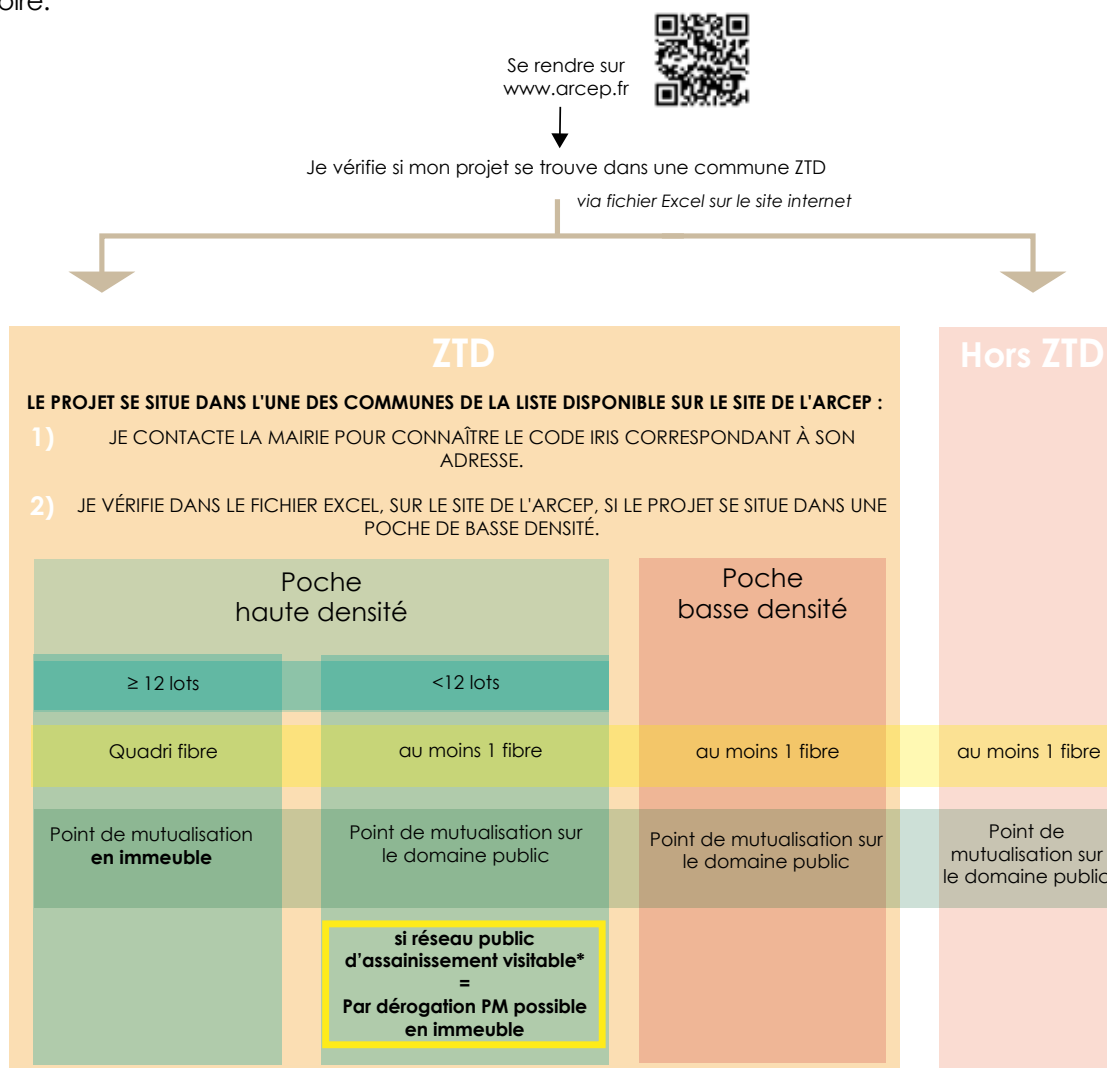 oire.
Se rendre sur
www.arcep.fr
Je vérifie si mon projet se trouve dans une commune ZTD
via fichier Excel sur le site internet
ZTD
LE PROJET SE SITUE DANS L'UNE DES COMMUNES DE LA LISTE DISPONIBLE SUR LE SITE DE L'ARCEP :
1) JE CONTACTE LA MAIRIE POUR CONNAÎTRE LE CODE IRIS CORRESPONDANT À SON
ADRESSE.
2) JE VÉRIFIE DANS LE FICHIER EXCEL, SUR LE SITE DE L'ARCEP, SI LE PROJET SE SITUE DANS UNE
POCHE DE BASSE DENSITÉ.
Poche
haute densité
≥ 12 lots
<12 lots
Quadri fibre
au moins 1 fibre
Point de mutualisation
en immeuble
Point de mutualisation sur
le domaine public
si réseau public
d'assainissement visitable*
=
Par dérogation PM possible
en immeuble
Poche
basse densité
au moins 1 fibre
Point de mutualisation sur
le domaine public
Hors ZTD
au moins 1 fibre
Point de
mutualisation sur
le domaine public